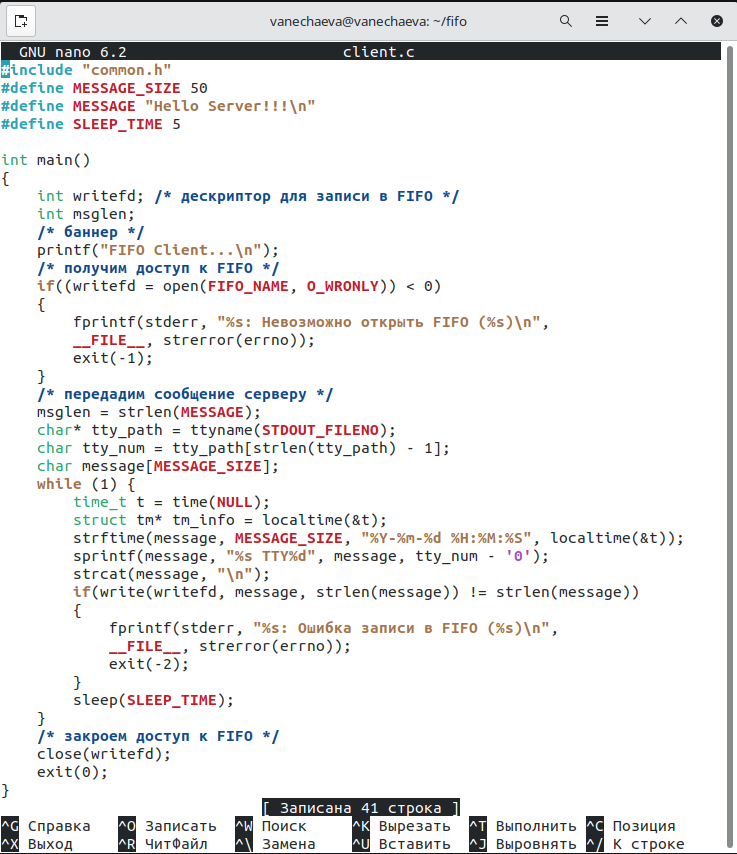 vanechaeva@vanechaeva: ~/fifo
GNU nano 6.2 client.c
#include "common.h"
#define MESSAGE_SIZE 50
#define MESSAGE "Hello Server!!!\n"
#define SLEEP_TIME 5
int main()
{
    int writefd; /* дескриптор для записи в FIFO */
    int msglen;
    /* баннер */
    printf("FIFO Client...\n");
    /* получим доступ к FIFO */
    if((writefd = open(FIFO_NAME, O_WRONLY)) < 0)
    {
        fprintf(stderr, "%s: Невозможно открыть FIFO (%s)\n",
        __FILE__, strerror(errno));
        exit(-1);
    }
    /* передадим сообщение серверу */
    msglen = strlen(MESSAGE);
    char* tty_path = ttyname(STDOUT_FILENO);
    char tty_num = tty_path[strlen(tty_path) - 1];
    char message[MESSAGE_SIZE];
    while (1) {
        time_t t = time(NULL);
        struct tm* tm_info = localtime(&t);
        strftime(message, MESSAGE_SIZE, "%Y-%m-%d %H:%M:%S", localtime(&t));
        sprintf(message, "%s TTY%d", message, tty_num - '0');
        strcat(message, "\n");
        if(write(writefd, message, strlen(message)) != strlen(message))
        {
            fprintf(stderr, "%s: Ошибка записи в FIFO (%s)\n",
            __FILE__, strerror(errno));
            exit(-2);
        }
        sleep(SLEEP_TIME);
    }
    /* закроем доступ к FIFO */
    close(writefd);
    exit(0);
}
[ Записана 41 строка ]
^G Справка ^O Записать ^W Поиск ^K Вырезать ^T Выполнить ^C Позиция
^X Выход ^R ЧитФайл ^\ Замена ^U Вставить ^J Выровнять ^/ К строке